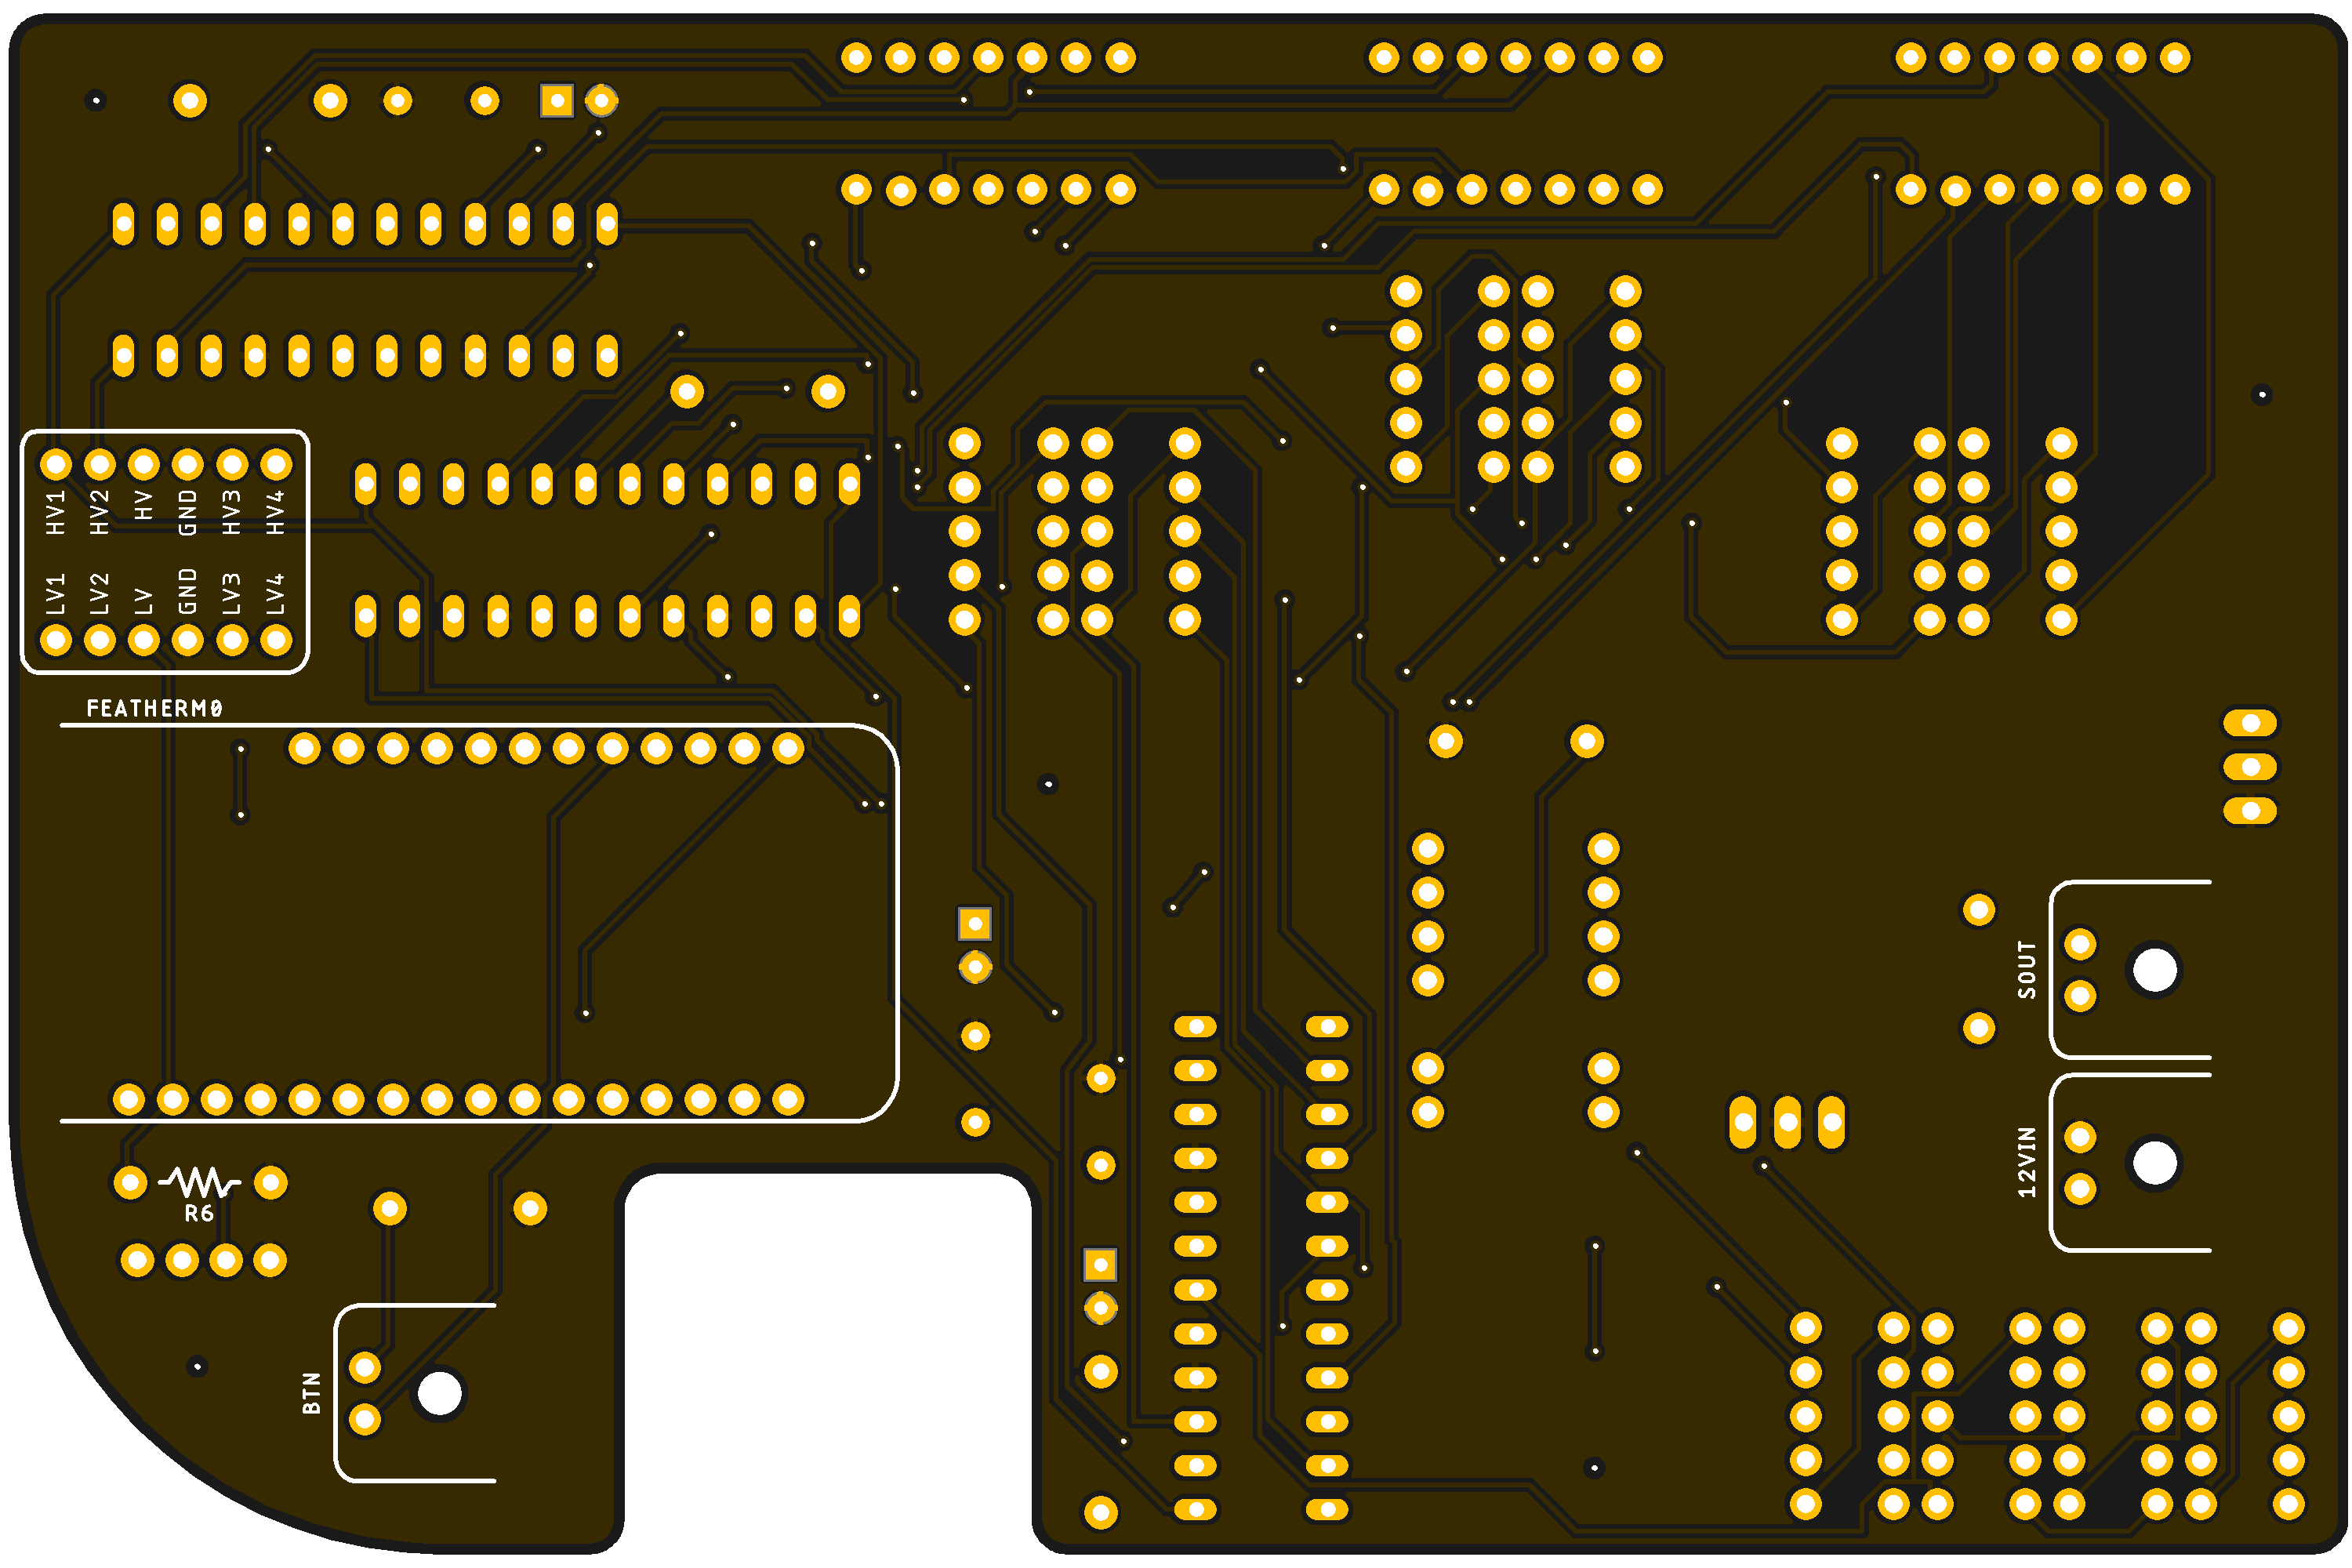 HV1
HV2
HV
GND
HV3
HV4
LV1
LV2
LV
GND
LV3
LV4
FEATHERM0
SOUT
12VIN
R6
BTN